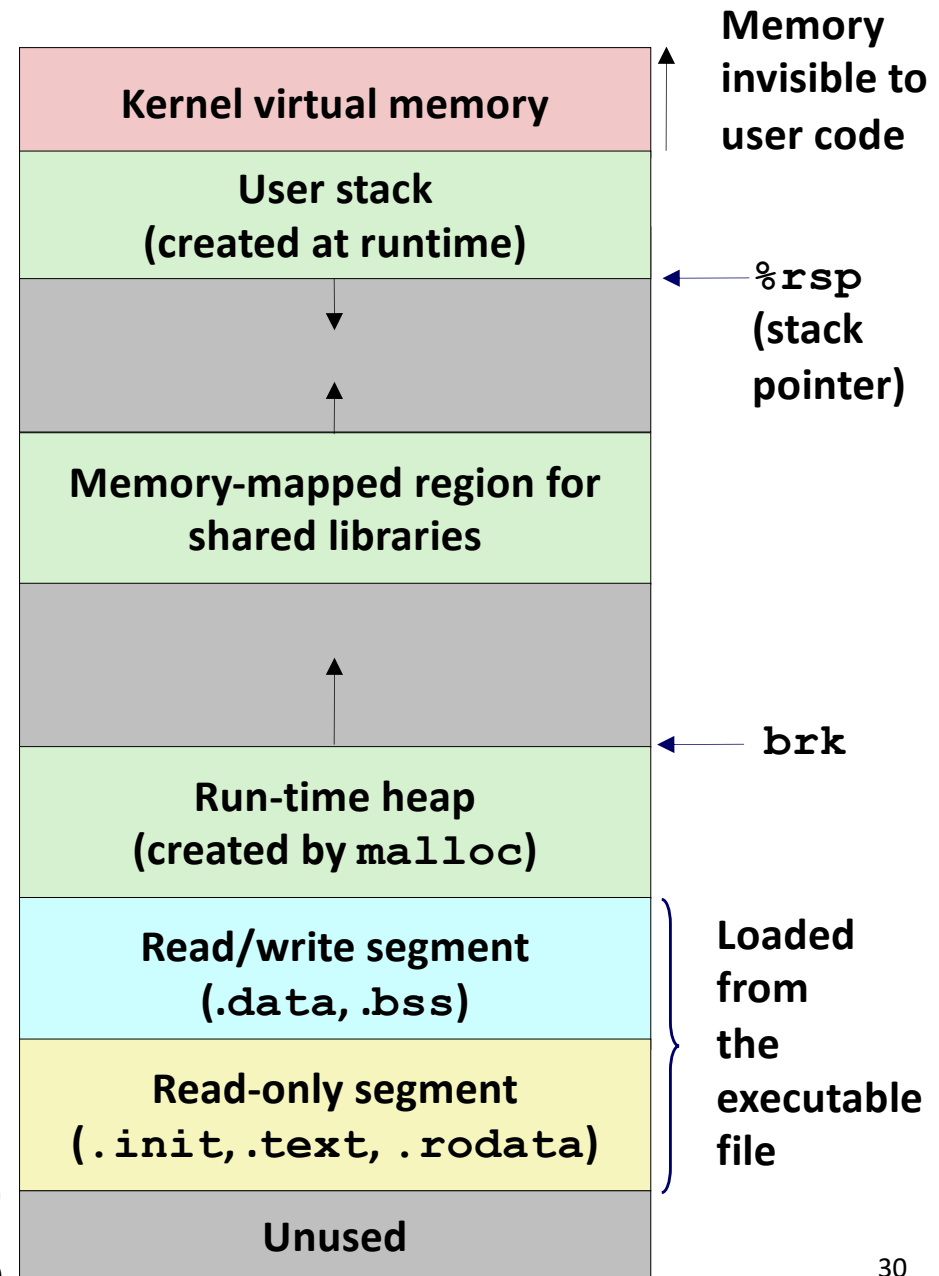 Memory
invisible to
user code
Kernel virtual memory
User stack
(created at runtime)
%rsp
(stack
pointer)
Memory-mapped region for
shared libraries
brk
Run-time heap
(created by malloc)
Read/write segment
(.data, .bss)
Read-only segment
(.init, .text, .rodata)
Loaded
from
the
executable
file
Unused
30